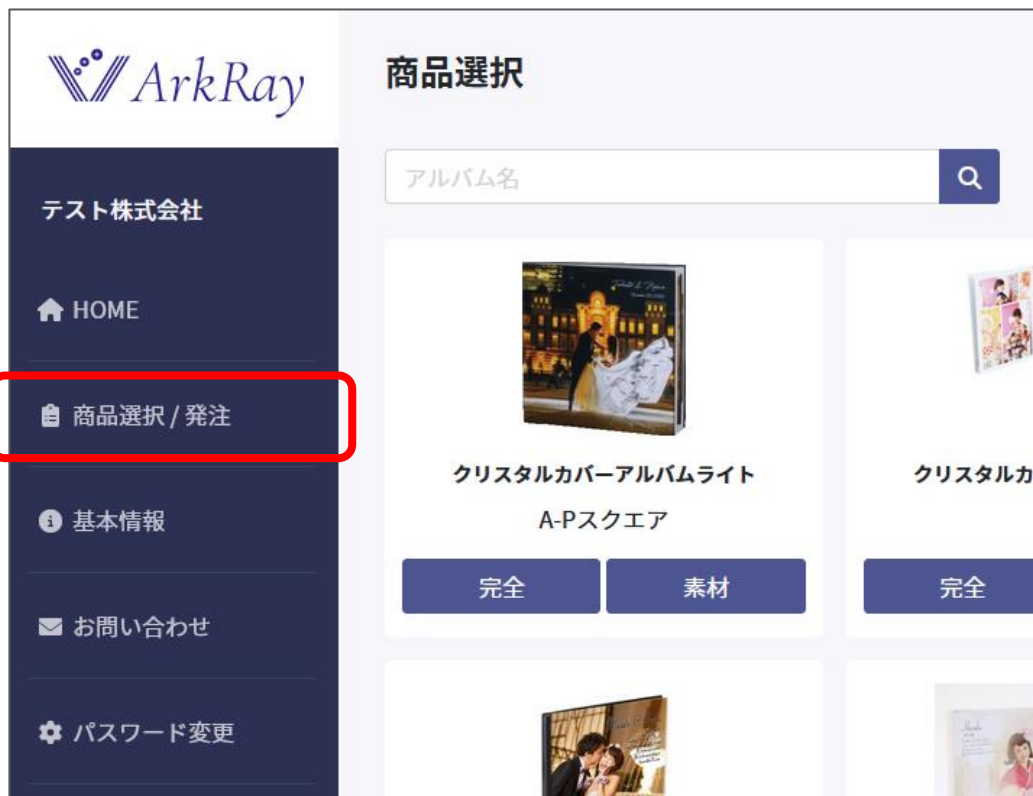 ArkRay
商品選択
アルバム名
テスト株式会社
HOME
商品選択 / 発注
基本情報
お問い合わせ
パスワード変更
クリスタルカバーアルバムライト
A-Pスクエア
完全
素材
クリスタルカ
完全